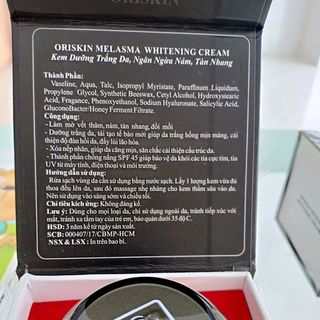 ORISKIN
ORISKIN MELASMA WHITENING CREAM
Kem Dưỡng Trắng Da, Ngăn Ngừa Nám, Tàn Nhang
Thành Phần:
Vaseline, Aqua, Talc, Isopropyl Myristate, Paraffinum Liquidum,
Propylene Glycol, Synthetic Beeswax, Cetyl Alcohol, Hydroxystearic
Acid, Fragance, Phenoxyethanol, Sodium Hyaluronate, Salicylic Acid,
GluconoBacter/Honey Ferment Filtrate.
Công dụng:
- Làm mờ vết thâm, nám, tàn nhang, đồi mồi
- Dưỡng trắng da, tái tạo tế bào mới giúp da trắng hồng mịn màng, cải
thiện độ đàn hồi da, đẩy lùi lão
- Xóa nếp nhăn, giúp da căng mịn, săn chắc cải thiện cấu trúc da.
- Thành phần chống nắng SPF 45 giúp bảo vệ da khỏi các tia cực tím, tia
UV từ máy tính, điện thoại và môi trường.
Hướng dẫn sử dụng:
Rửa sạch vùng da cần sử dụng bằng nước sạch. Lấy 1 lượng kem vừa đủ
thoa đều lên da, sau đó massage nhẹ nhàng cho kem thấm sâu vào da.
Nên sử dụng vào sáng sớm và chiều tối.
Chỉ tiêu kích ứng: Không đáng kể.
Lưu ý: Dùng cho mọi loại da, chỉ sử dụng ngoài da, tránh tiếp xúc với
mắt, tránh xa tầm tay của trẻ em, bảo quản dưới 35 độ C.
HSD: 3 năm kể từ ngày sản xuất.
SCB: 000407/17/CBMP-HCM
NSX & LSX: In trên bao bì.